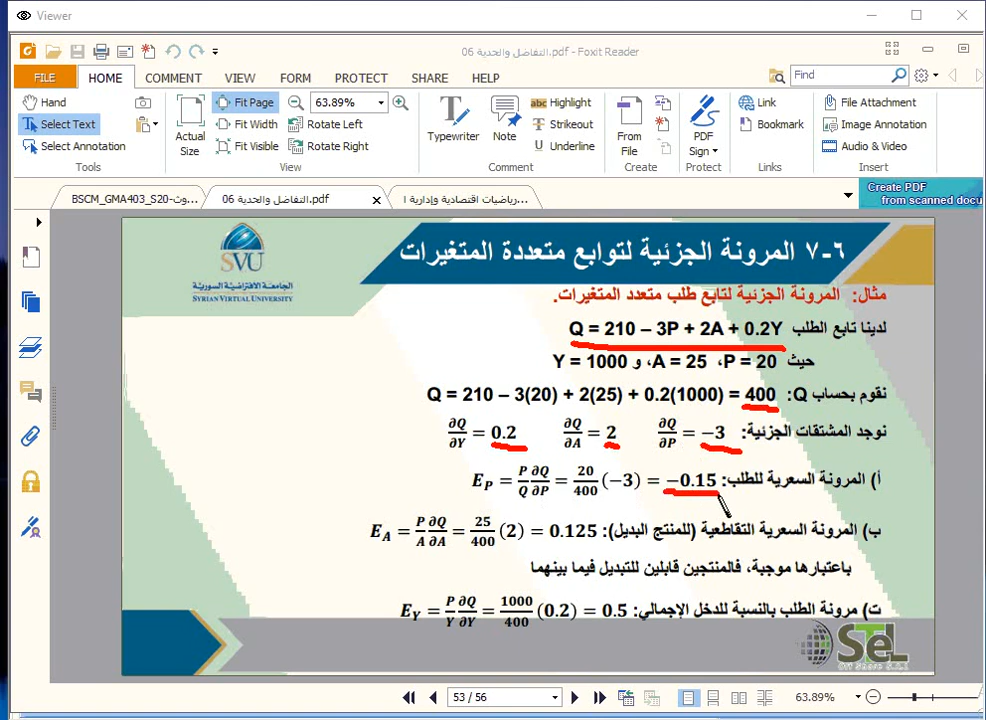 Viewer
التفاضل والحدية 06.pdf - Foxit Reader
FILE HOME COMMENT VIEW FORM PROTECT SHARE HELP Find
Hand
Select Text
Select Annotation
Tools
Actual Size
Fit Page
Fit Width
Fit Visible
63.89%
Rotate Left
Rotate Right
View
Typewriter
Note
Highlight
Strikeout
Underline
Comment
From File
Create
PDF Sign
Protect
Link
Bookmark
Links
File Attachment
Image Annotation
Audio & Video
Insert
BSCM_GMA403_S20-وث... التفاضل والحدية 06.pdf رياضيات اقتصادية وإدارية ا...
Create PDF
from scanned docu
٦-٧ المرونة الجزئية لتوابع متعددة المتغيرات
SVU
الجامعة الافتراضية السورية
SYRIAN VIRTUAL UNIVERSITY
مثال: المرونة الجزئية لتابع طلب متعدد المتغيرات.
لدينا تابع الطلب Q = 210 – 3P + 2A + 0.2Y
حيث P = 20، A = 25، و Y = 1000
نقوم بحساب Q: Q = 210 – 3(20) + 2(25) + 0.2(1000) = 400
نوجد المشتقات الجزئية: ∂Q/∂P = −3 ∂Q/∂A = 2 ∂Q/∂Y = 0.2
أ) المرونة السعرية للطلب: E_P = P/Q ∂Q/∂P = 20/400 (−3) = −0.15
ب) المرونة السعرية التقاطعية (للمنتج البديل): E_A = P/A ∂Q/∂A = 25/400 (2) = 0.125
باعتبارها موجبة، فالمنتجين قابلين للتبديل فيما بينهما
ت) مرونة الطلب بالنسبة للدخل الإجمالي: E_Y = P/Y ∂Q/∂Y = 1000/400 (0.2) = 0.5
STeL
53 / 56
63.89%